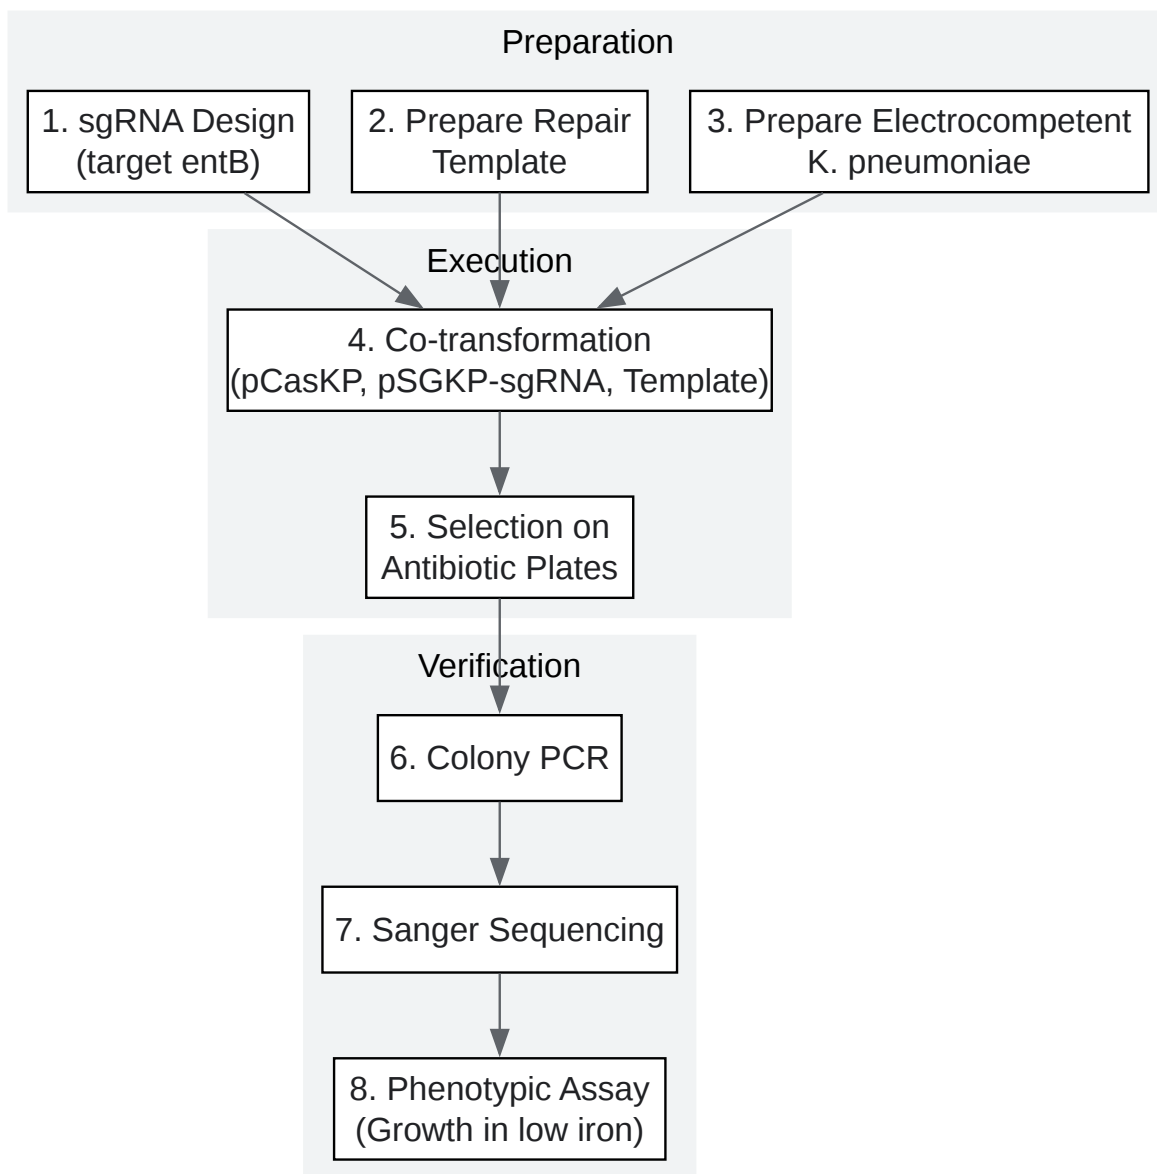 Preparation
1. sgRNA Design
(target entB)
2. Prepare Repair
Template
3. Prepare Electrocompetent
K. pneumoniae
Execution
4. Co-transformation
(pCasKP, pSGKP-sgRNA, Template)
5. Selection on
Antibiotic Plates
Verification
6. Colony PCR
7. Sanger Sequencing
8. Phenotypic Assay
(Growth in low iron)